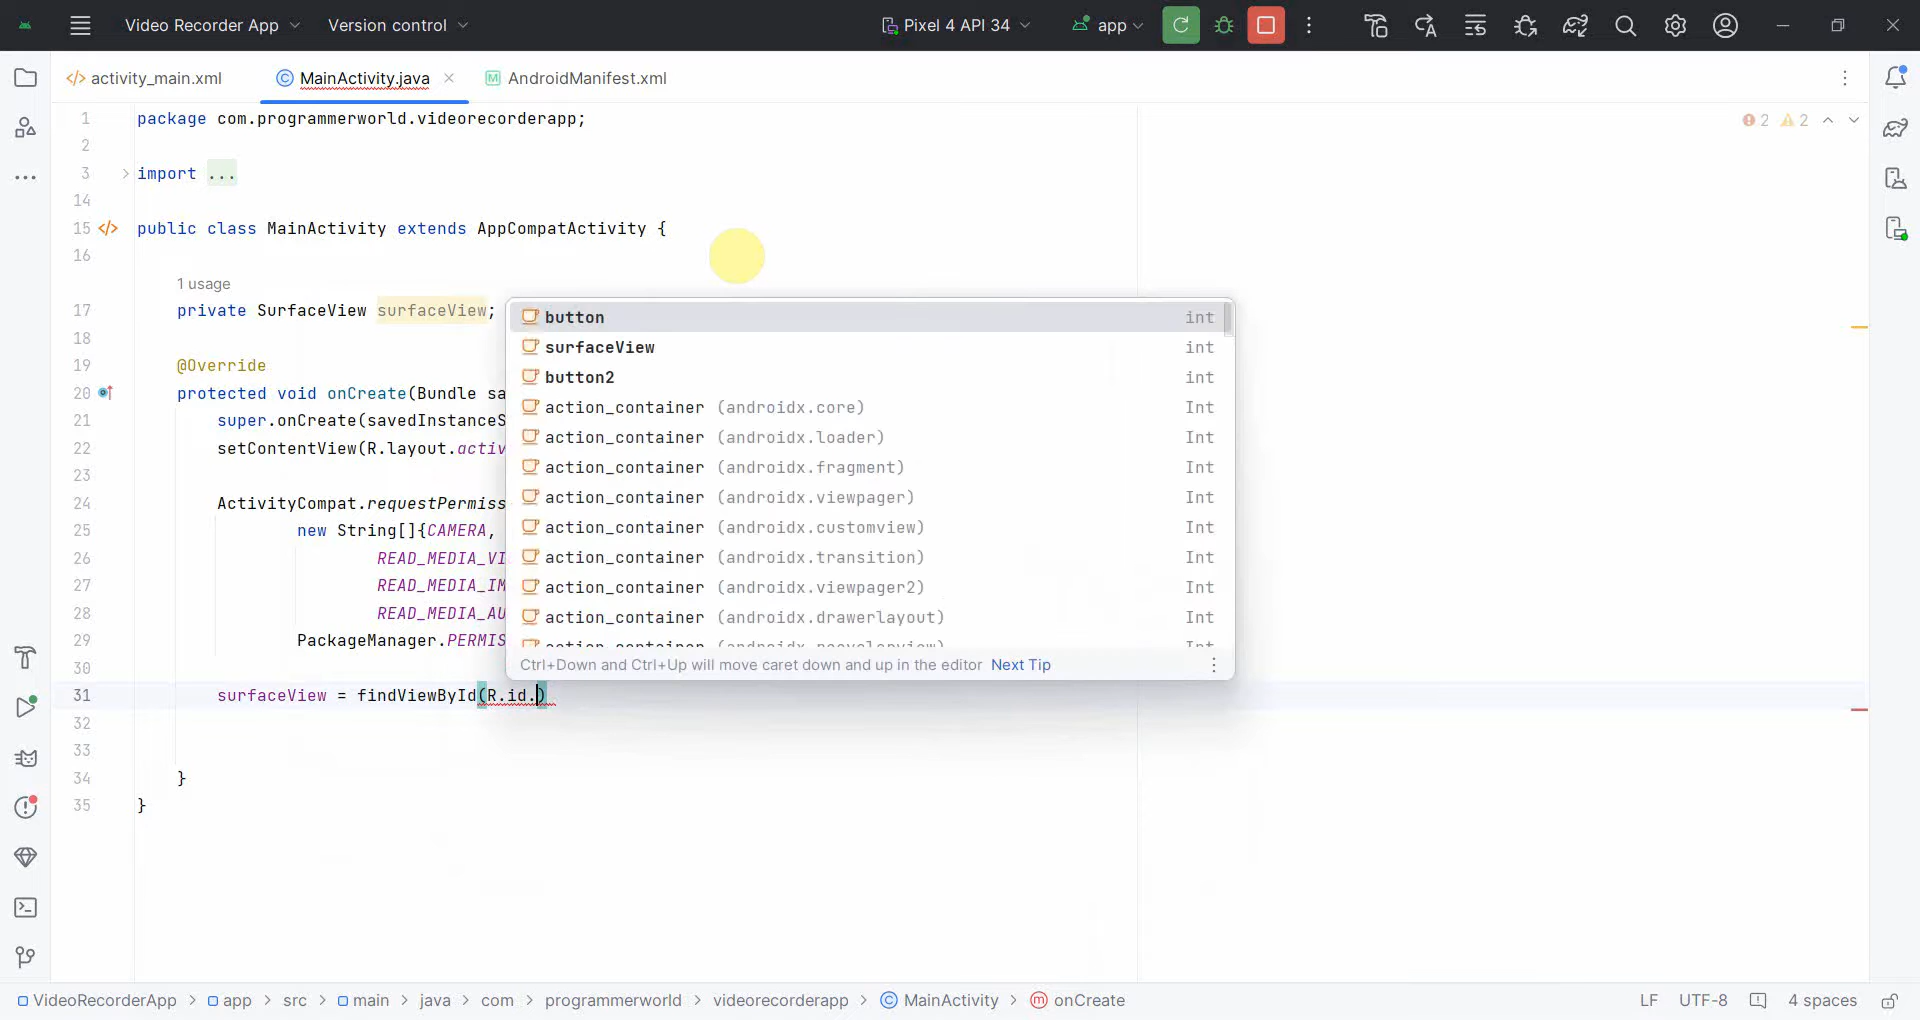 Video Recorder App
Version control
Pixel 4 API 34
app
activity_main.xml
MainActivity.java
AndroidManifest.xml
1 package com.programmerworld.videorecorderapp;
2 2
2
3 import ...
14
15 public class MainActivity extends AppCompatActivity {
16
1 usage
17 private SurfaceView surfaceView;
18
19 @Override
20 protected void onCreate(Bundle sa
21 super.onCreate(savedInstanceS
22 setContentView(R.layout.activ
23
24 ActivityCompat.requestPermiss
25 new String[]{CAMERA,
26 READ_MEDIA_VI
27 READ_MEDIA_IM
28 READ_MEDIA_AU
29 PackageManager.PERMIS
30
31 surfaceView = findViewById(R.id.)
32
33
34 }
35 }
button int
surfaceView int
button2 int
action_container (androidx.core) Int
action_container (androidx.loader) Int
action_container (androidx.fragment) Int
action_container (androidx.viewpager) Int
action_container (androidx.customview) Int
action_container (androidx.transition) Int
action_container (androidx.viewpager2) Int
action_container (androidx.drawerlayout) Int
Ctrl+Down and Ctrl+Up will move caret down and up in the editor Next Tip
VideoRecorderApp > app > src > main > java > com > programmerworld > videorecorderapp > MainActivity > onCreate
LF UTF-8 4 spaces